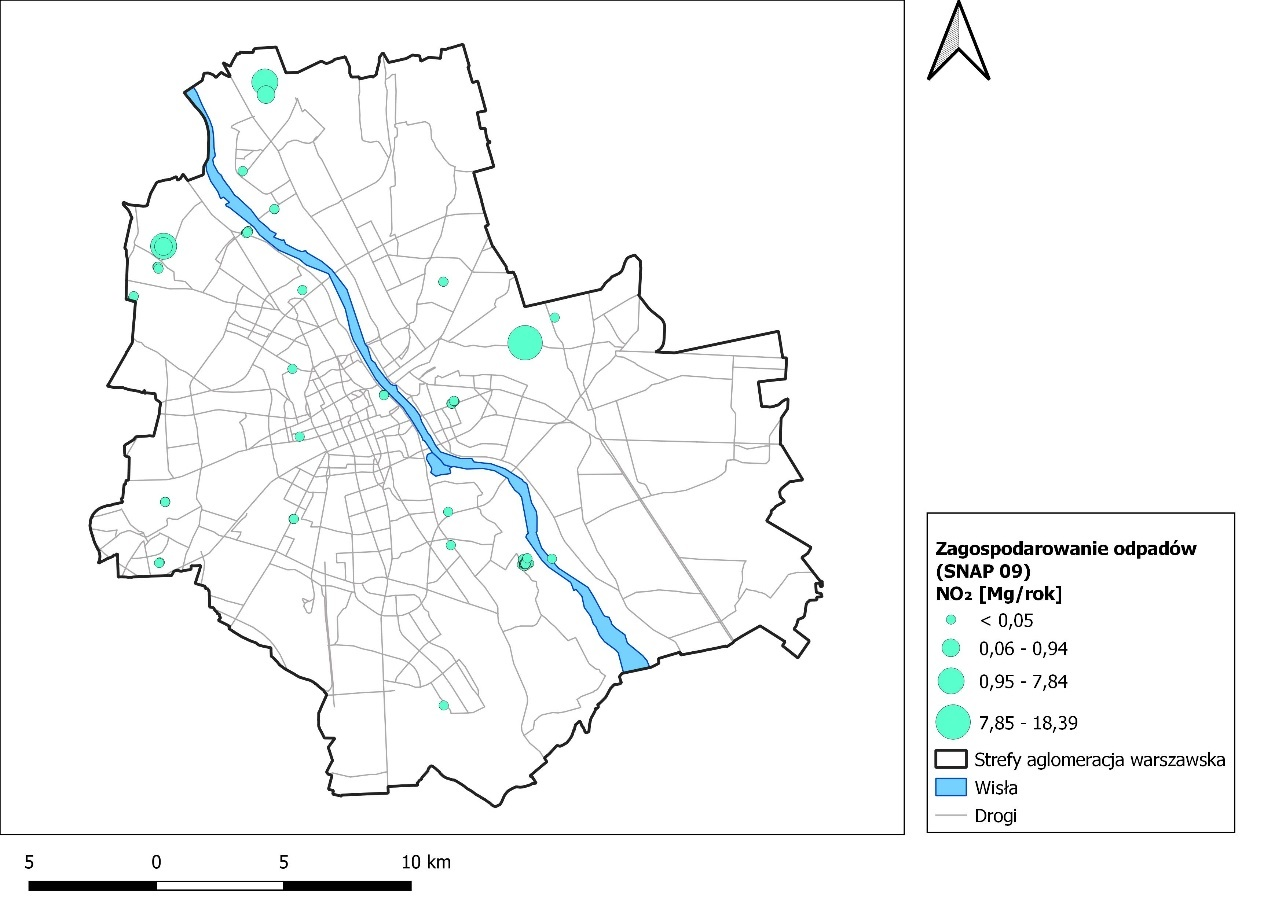 Zagospodarowanie odpadów
(SNAP 09)
NO₂ [Mg/rok]
< 0,05
0,06 - 0,94
0,95 - 7,84
7,85 - 18,39
Strefy aglomeracja warszawska
Wisła
Drogi
5 0 5 10 km